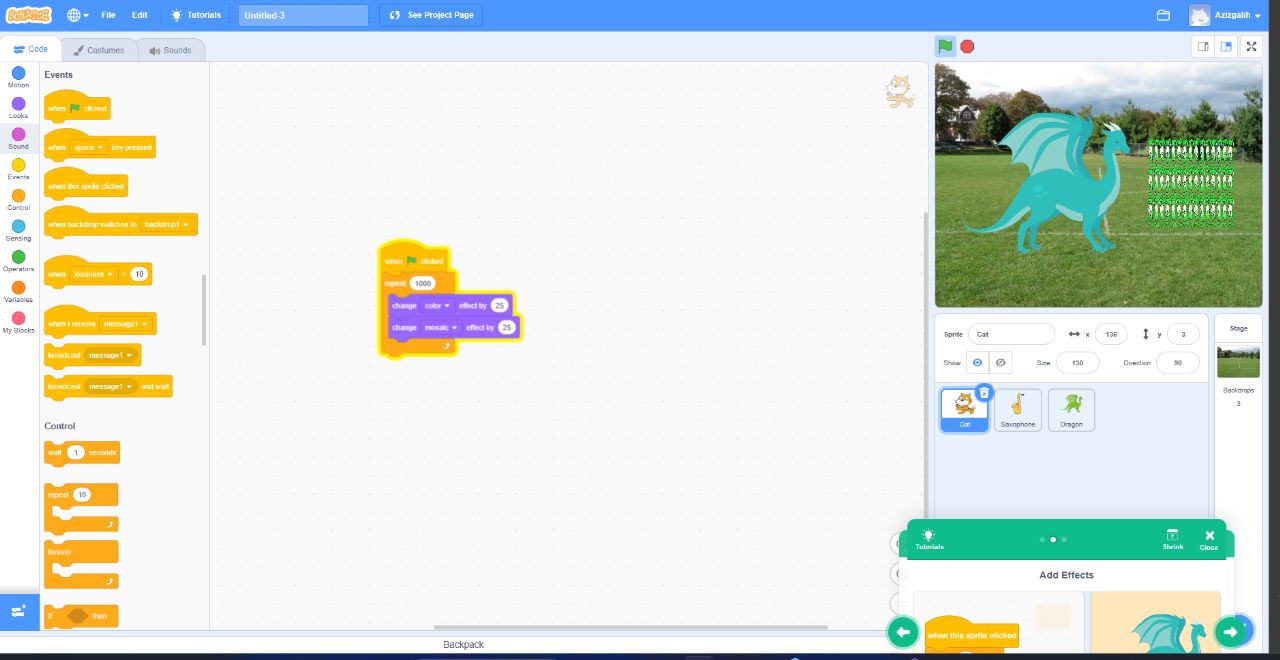 SCRATCH
File
Edit
Tutorials
Untitled-3
See Project Page
Azizgalih
Code
Costumes
Sounds
Motion
Looks
Sound
Events
Control
Sensing
Operators
Variables
My Blocks
Events
when clicked
when space key pressed
when this sprite clicked
when backdrop switches to backdrop1
when loudness > 10
when I receive message1
broadcast message1
broadcast message1 and wait
Control
wait 1 seconds
repeat 10
forever
if then
when clicked
repeat 1000
change color effect by 25
change mosaic effect by 25
Sprite Cat x 136 y 3
Show Size 130 Direction 90
Cat
Saxophone
Dragon
Stage
Backdrops
3
Tutorials
Shrink
Close
Add Effects
when this sprite clicked
Backpack